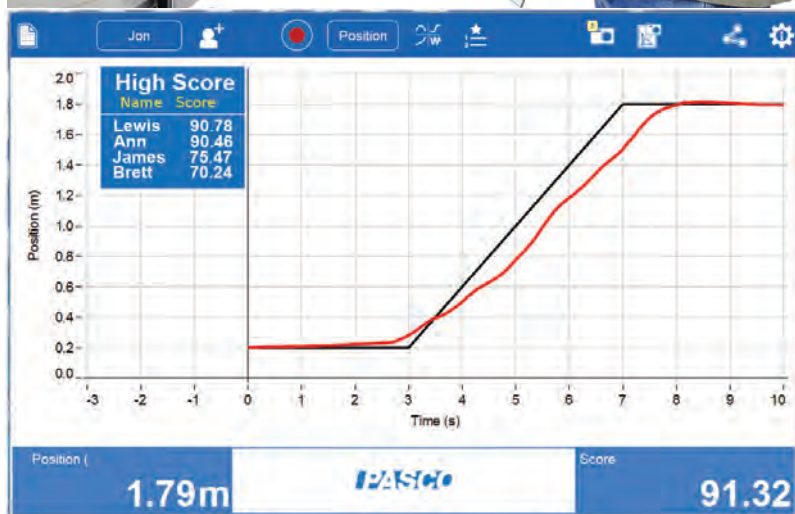 Jon
Position
High Score
Name Score
Lewis 90.78
Ann 90.46
James 75.47
Brett 70.24
2.0
1.8
1.6
1.4
1.2
1.0
0.8
0.6
0.4
0.2
0.0
Position (m)
-3 -2 -1 0 1 2 3 4 5 6 7 8 9 10
Time (s)
Position (
1.79m
PASCO
Score
91.32